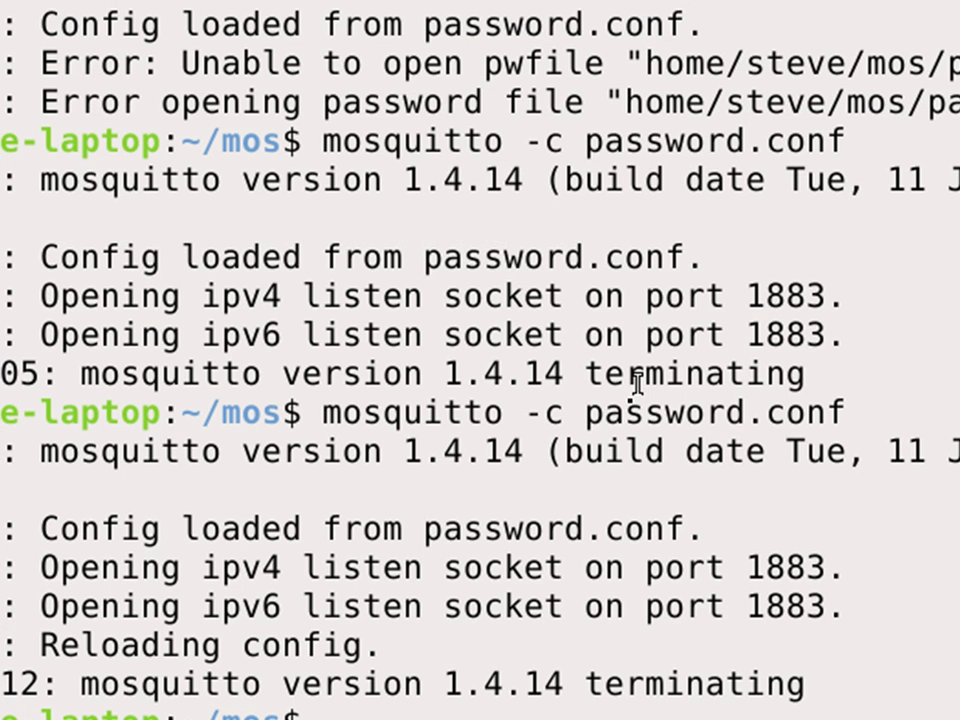 : Config loaded from password.conf.
: Error: Unable to open pwfile "home/steve/mos/p
: Error opening password file "home/steve/mos/pa
e-laptop:~/mos$ mosquitto -c password.conf
: mosquitto version 1.4.14 (build date Tue, 11 J
: Config loaded from password.conf.
: Opening ipv4 listen socket on port 1883.
: Opening ipv6 listen socket on port 1883.
05: mosquitto version 1.4.14 terminating
e-laptop:~/mos$ mosquitto -c password.conf
: mosquitto version 1.4.14 (build date Tue, 11 J
: Config loaded from password.conf.
: Opening ipv4 listen socket on port 1883.
: Opening ipv6 listen socket on port 1883.
: Reloading config.
12: mosquitto version 1.4.14 terminating
e-laptop:~/mos$